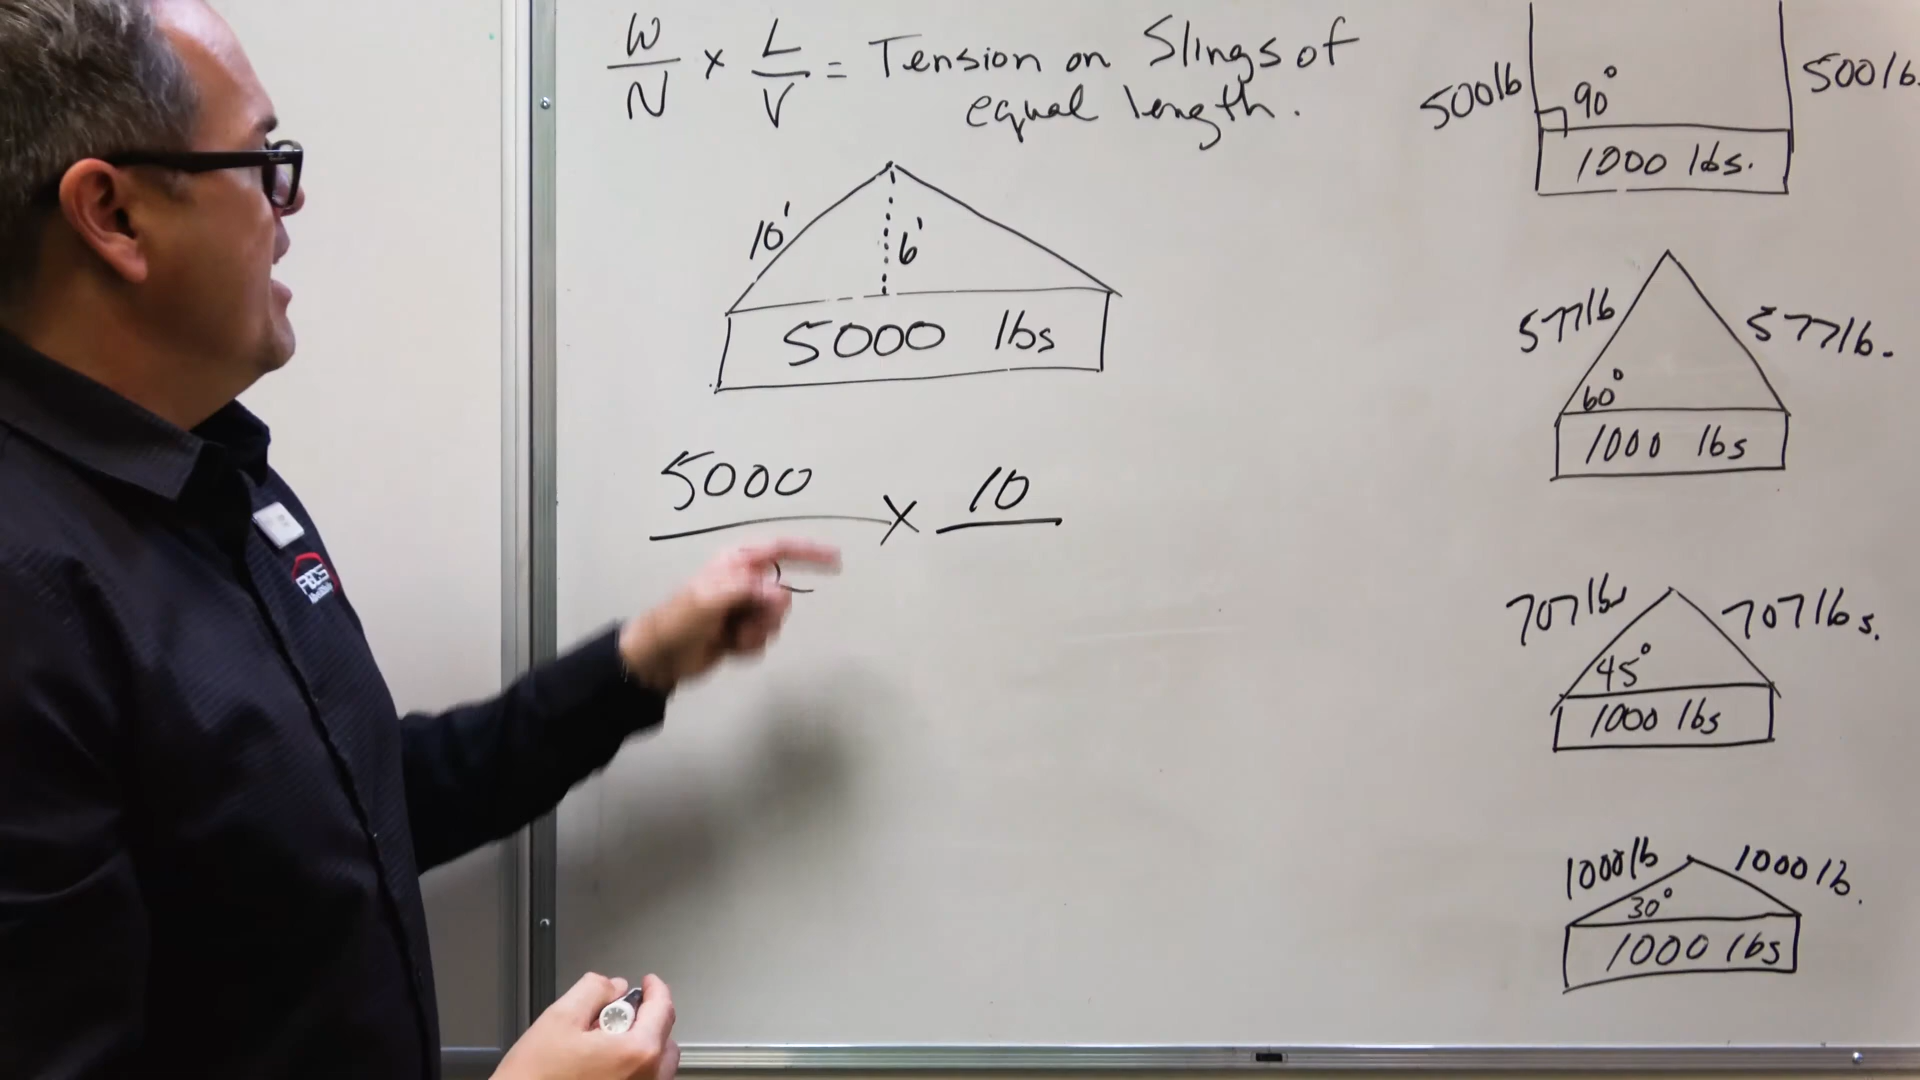 W/N x L/V = Tension on Slings of
equal length.
10' 6'
5000 lbs
5000 x 10
500lb 90° 500lb.
1000 lbs.
577lb 577lb.
60°
1000 lbs
707lbs 707lbs.
45°
1000 lbs
1000lb 1000lb.
30°
1000 lbs